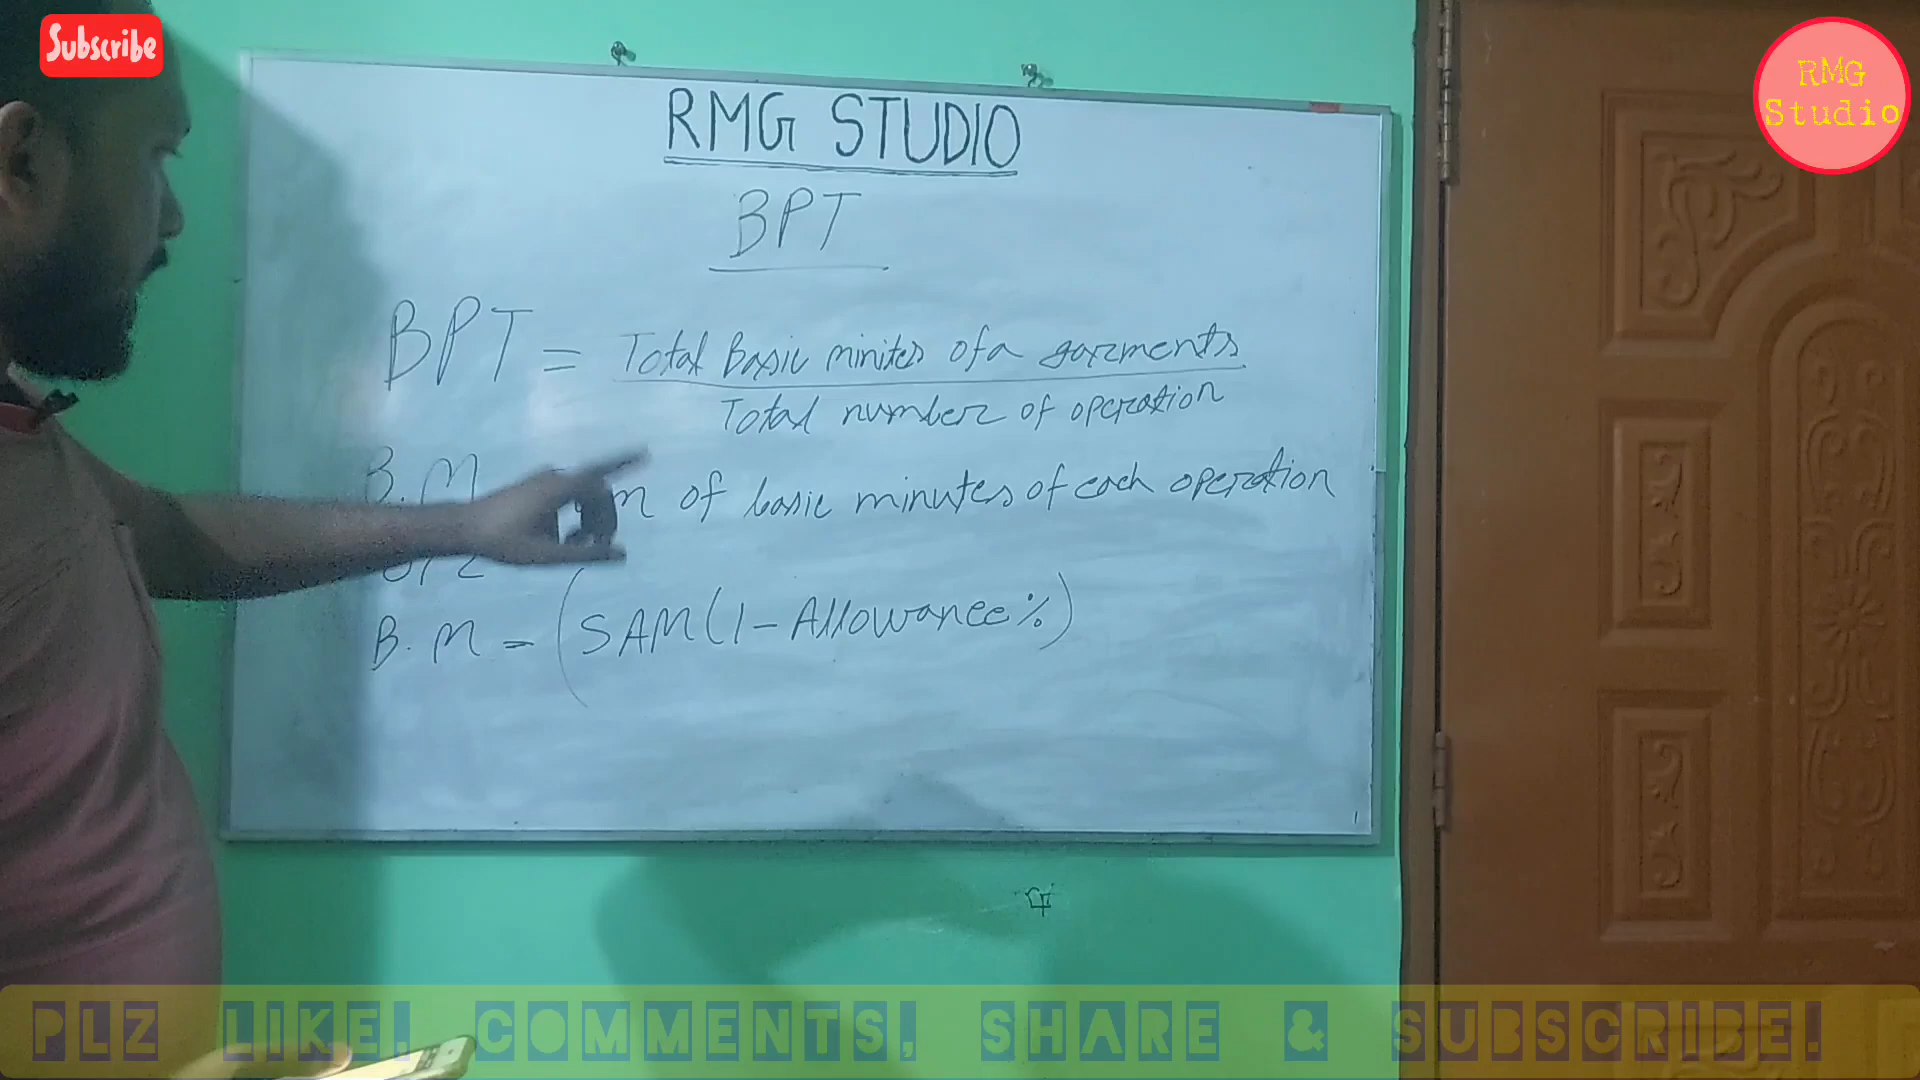 Subscribe
RMG
Studio
RMG STUDIO
BPT
BPT = Total Basic minites of a garments
Total number of operation
B.M of basic minutes of each operation
B.M = (SAM(1-Allowance%)
PLZ LIKE, COMMENTS, SHARE & SUBSCRIBE!